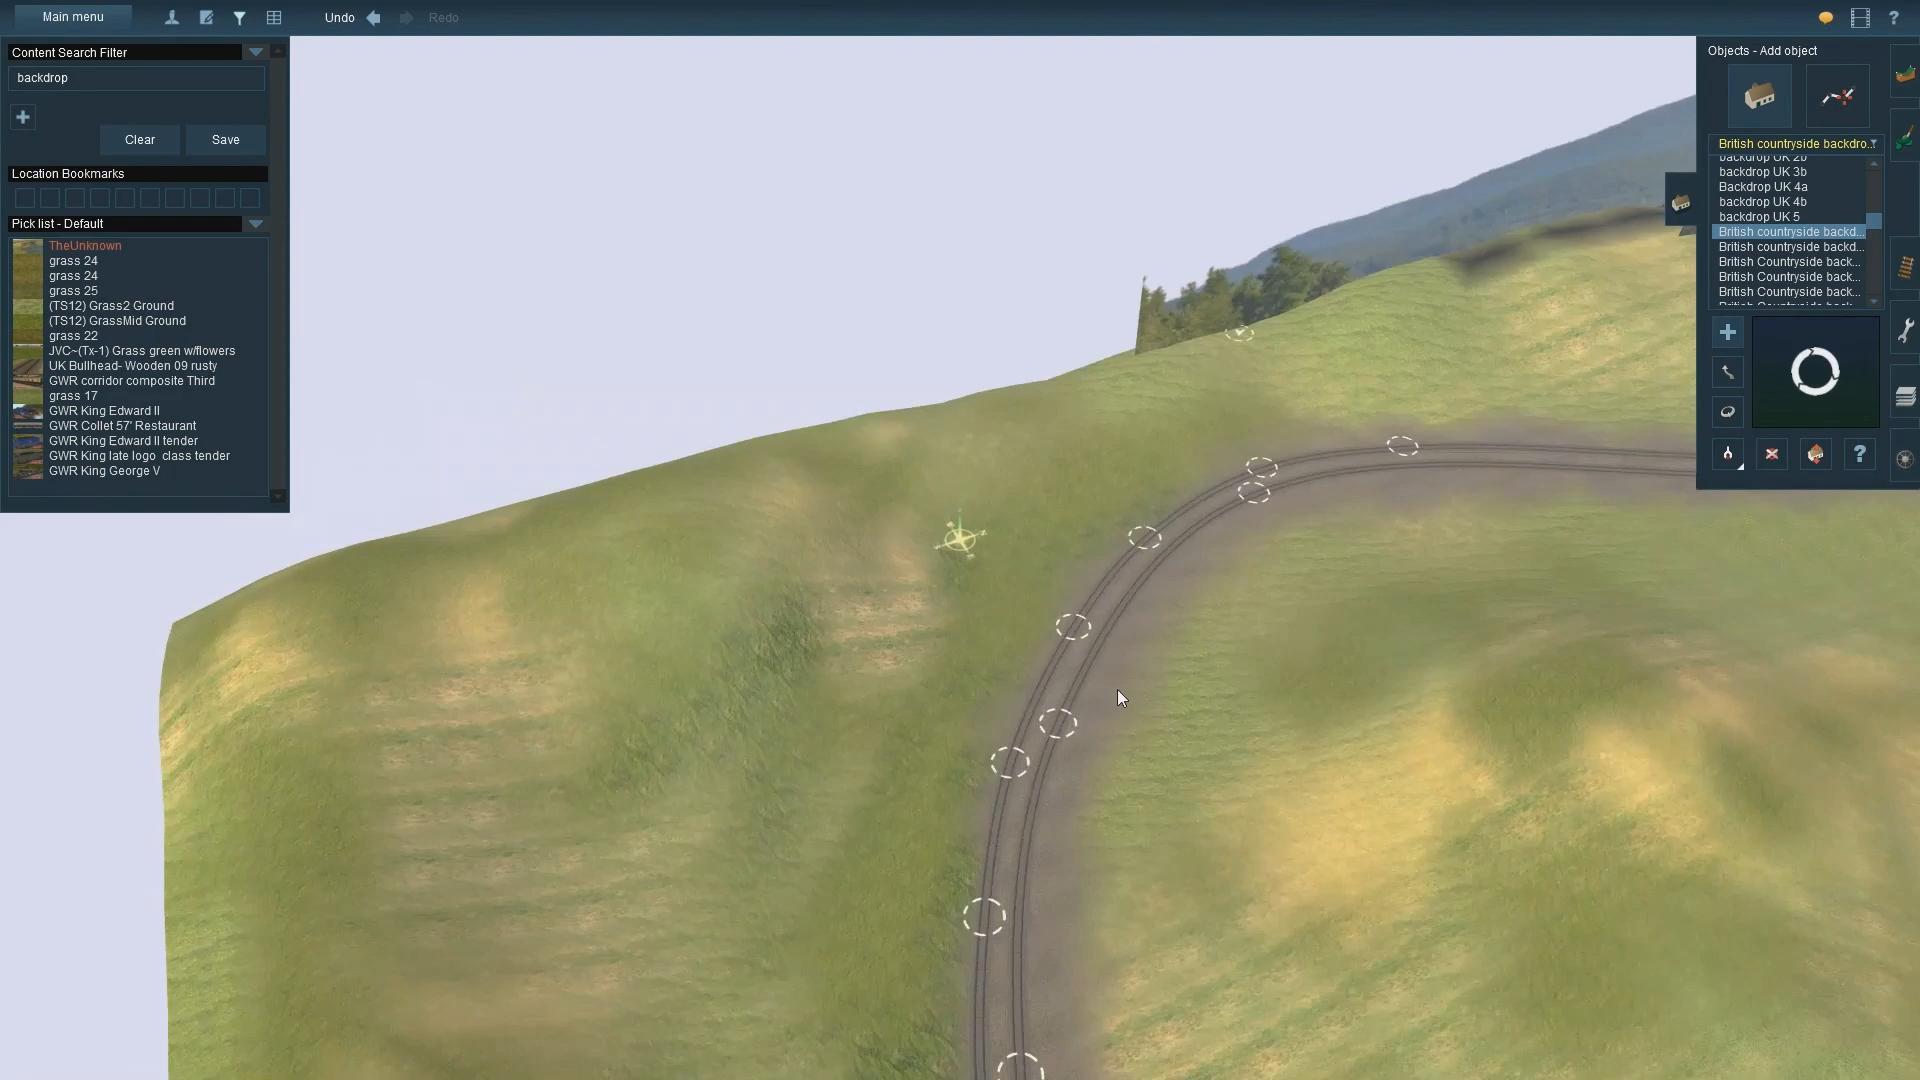 Main menu
Undo
Redo
?
Content Search Filter
backdrop
Clear
Save
Location Bookmarks
Pick list - Default
TheUnknown
grass 24
grass 24
grass 25
(TS12) Grass2 Ground
(TS12) GrassMid Ground
grass 22
JVC~(Tx-1) Grass green w/flowers
UK Bullhead- Wooden 09 rusty
GWR corridor composite Third
grass 17
GWR King Edward II
GWR Collet 57' Restaurant
GWR King Edward II tender
GWR King late logo class tender
GWR King George V
Objects - Add object
British countryside backdro...
backdrop UK 2b
backdrop UK 3b
Backdrop UK 4a
backdrop UK 4b
backdrop UK 5
British countryside backd...
British countryside backd...
British Countryside back...
British Countryside back...
British Countryside back...
?